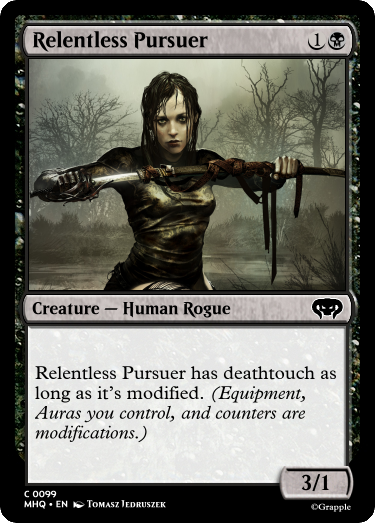 Relentless Pursuer 1
Creature — Human Rogue
Relentless Pursuer has deathtouch as
long as it's modified. (Equipment,
Auras you control, and counters are
modifications.)
3/1
C 0099
MHQ • EN Tomasz Jedruszek
©Grapple